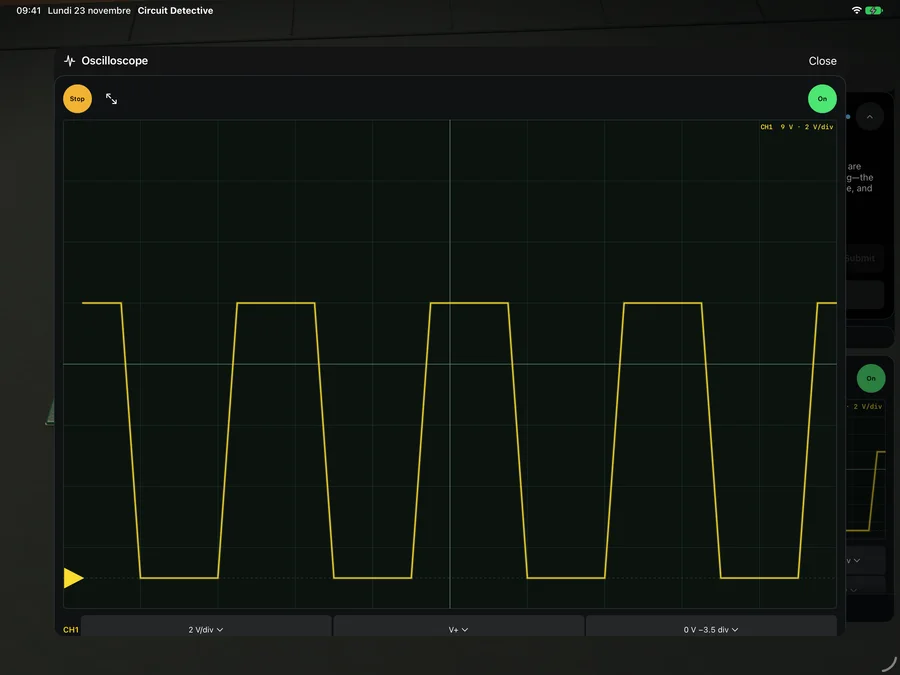 09:41 Lundi 23 novembre Circuit Detective
Oscilloscope
Close
Stop
On
CH1 9 V · 2 V/div
are
g—the
e, and
Submit
On
· 2 V/div
CH1
2 V/div
V+
0 V −3.5 div